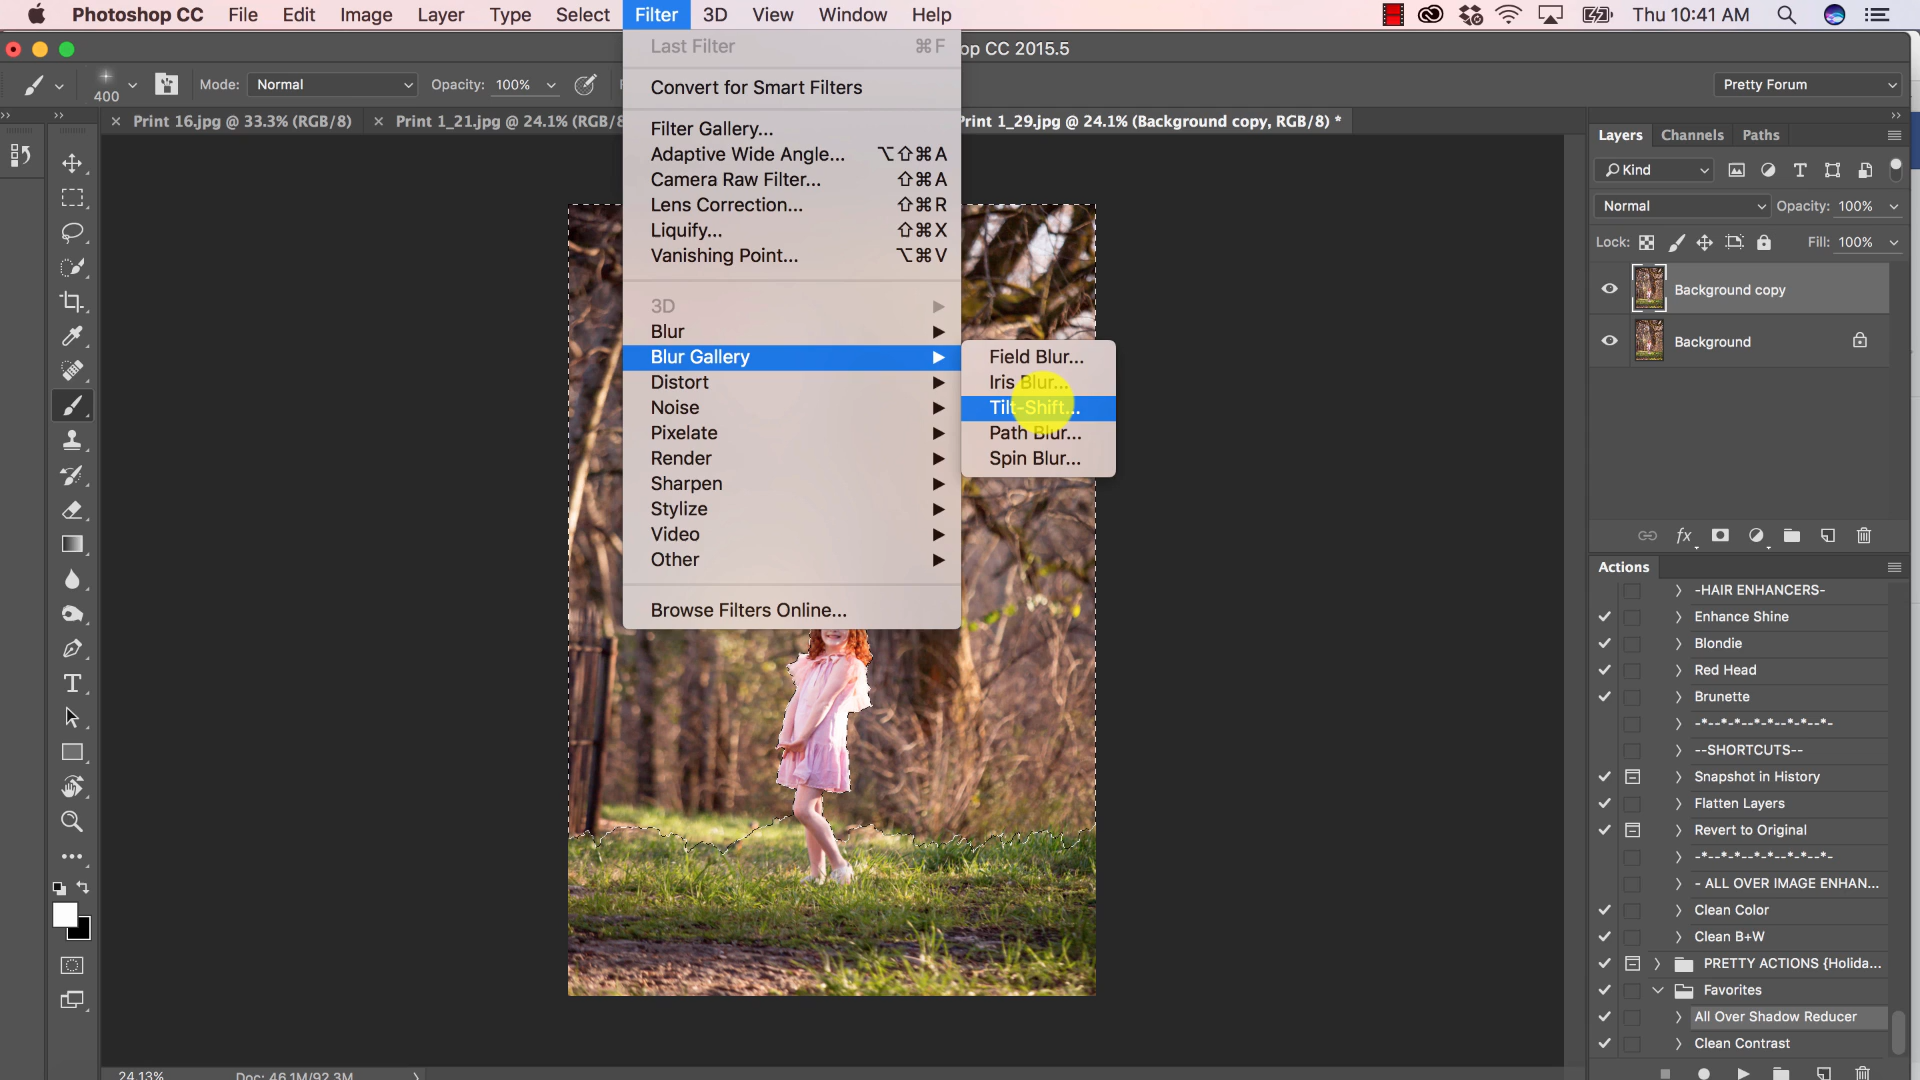 Photoshop CC File Edit Image Layer Type Select Filter 3D View Window Help Thu 10:41 AM
op CC 2015.5
400 Mode: Normal Opacity: 100% Pretty Forum
× Print 16.jpg @ 33.3% (RGB/8) × Print 1_21.jpg @ 24.1% (RGB/8 Print 1_29.jpg @ 24.1% (Background copy, RGB/8) *
Last Filter ⌘F
Convert for Smart Filters
Filter Gallery...
Adaptive Wide Angle... ⌥⇧⌘A
Camera Raw Filter... ⇧⌘A
Lens Correction... ⇧⌘R
Liquify... ⇧⌘X
Vanishing Point... ⌥⌘V
3D
Blur
Blur Gallery
Distort
Noise
Pixelate
Render
Sharpen
Stylize
Video
Other
Browse Filters Online...
Field Blur...
Iris Blur...
Tilt-Shift...
Path Blur...
Spin Blur...
Layers Channels Paths
Kind
Normal Opacity: 100%
Lock: Fill: 100%
Background copy
Background
fx
Actions
-HAIR ENHANCERS-
Enhance Shine
Blondie
Red Head
Brunette
-*--*-*--*-*--*-*--*-
--SHORTCUTS--
Snapshot in History
Flatten Layers
Revert to Original
-*--*-*--*-*--*-*--*-
- ALL OVER IMAGE ENHAN...
Clean Color
Clean B+W
PRETTY ACTIONS {Holida...
Favorites
All Over Shadow Reducer
Clean Contrast
24.13% Doc: 46.1M/92.3M